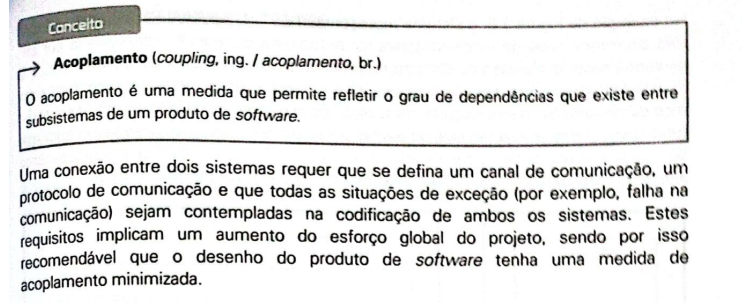 Conceito
Acoplamento (coupling, ing. / acoplamento, br.)
O acoplamento é uma medida que permite refletir o grau de dependências que existe entre
subsistemas de um produto de software.
Uma conexão entre dois sistemas requer que se defina um canal de comunicação, um
protocolo de comunicação e que todas as situações de exceção (por exemplo, falha na
comunicação) sejam contempladas na codificação de ambos os sistemas. Estes
requisitos implicam um aumento do esforço global do projeto, sendo por isso
recomendável que o desenho do produto de software tenha uma medida de
acoplamento minimizada.